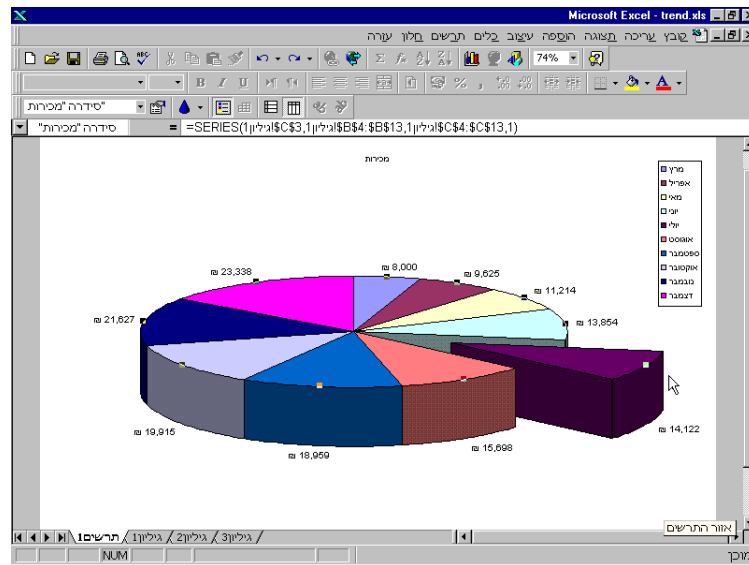 Microsoft Excel - trend.xls
קובץ עריכה תצוגה הוספה עיצוב כלים תרשים חלון עזרה
74%
"סידרה "מכירות
"סידרה "מכירות = =SERIES(גיליון1!$C$3,גיליון1!$B$4:$B$13,גיליון1!$C$4:$C$13,1)
מכירות
מרץ
אפריל
מאי
יוני
יולי
אוגוסט
ספטמבר
אוקטובר
נובמבר
דצמבר
₪ 8,000
₪ 9,625
₪ 11,214
₪ 13,854
₪ 14,122
₪ 15,698
₪ 18,959
₪ 19,915
₪ 21,627
₪ 23,338
אזור התרשים
תרשים1 / גיליון1 / גיליון2 / גיליון3
NUM
מוכן